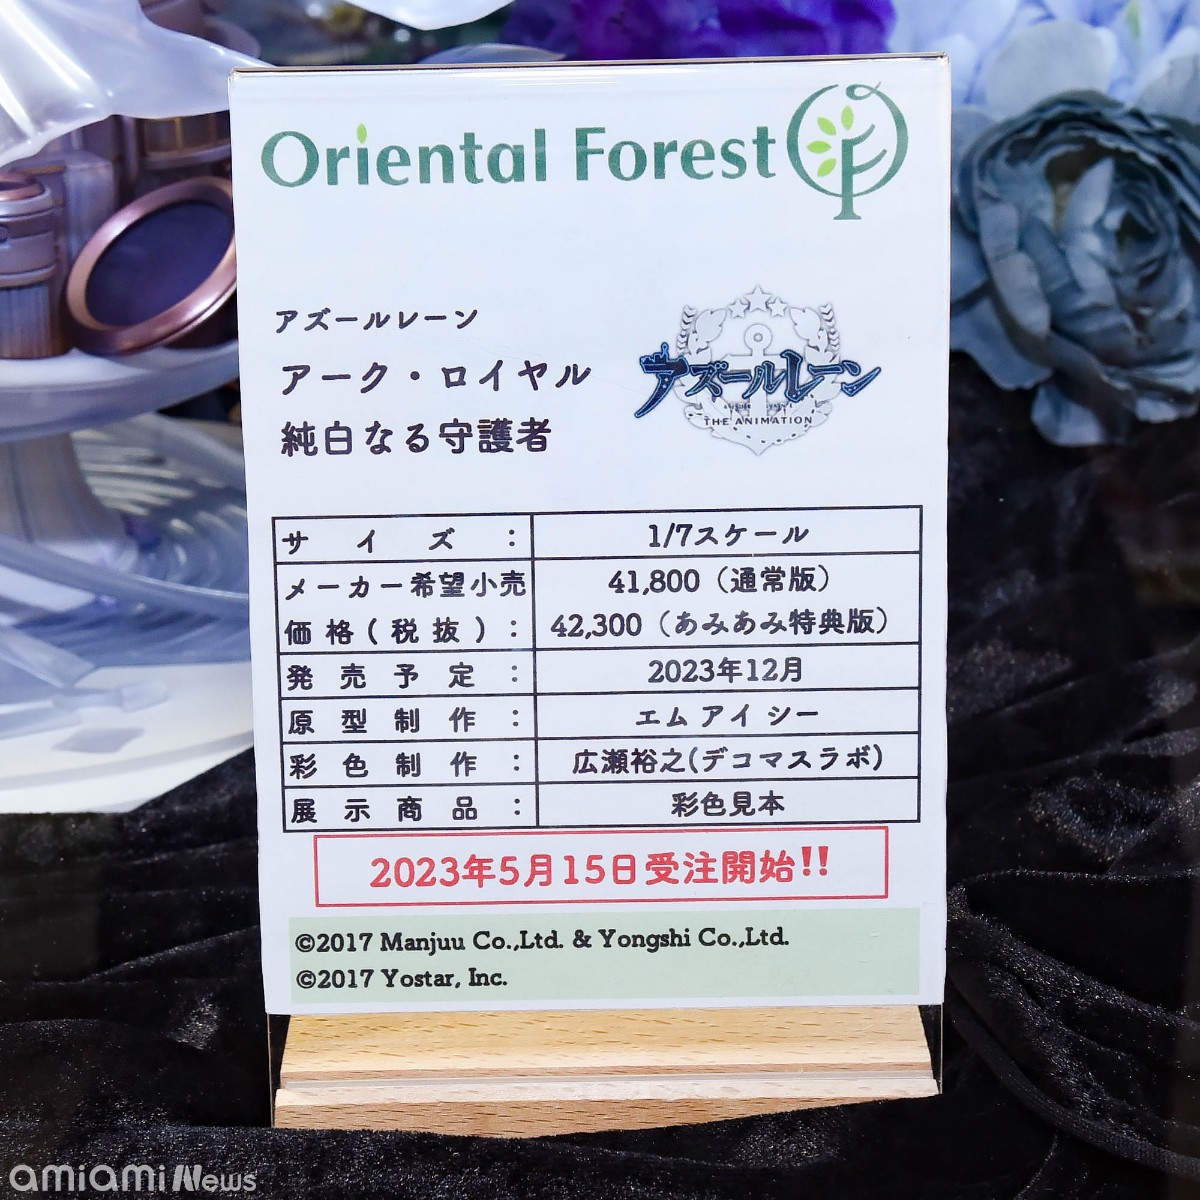 Oriental Forest
アズールレーン
アーク・ロイヤル
純白なる守護者
アズールレーン
THE ANIMATION
サイズ： 1/7スケール
メーカー希望小売価格(税抜)： 41,800（通常版）
42,300（あみあみ特典版）
発売予定： 2023年12月
原型制作： エムアイシー
彩色制作： 広瀬裕之(デコマスラボ)
展示商品： 彩色見本
2023年5月15日受注開始!!
©2017 Manjuu Co.,Ltd. & Yongshi Co.,Ltd.
©2017 Yostar, Inc.
amiami News